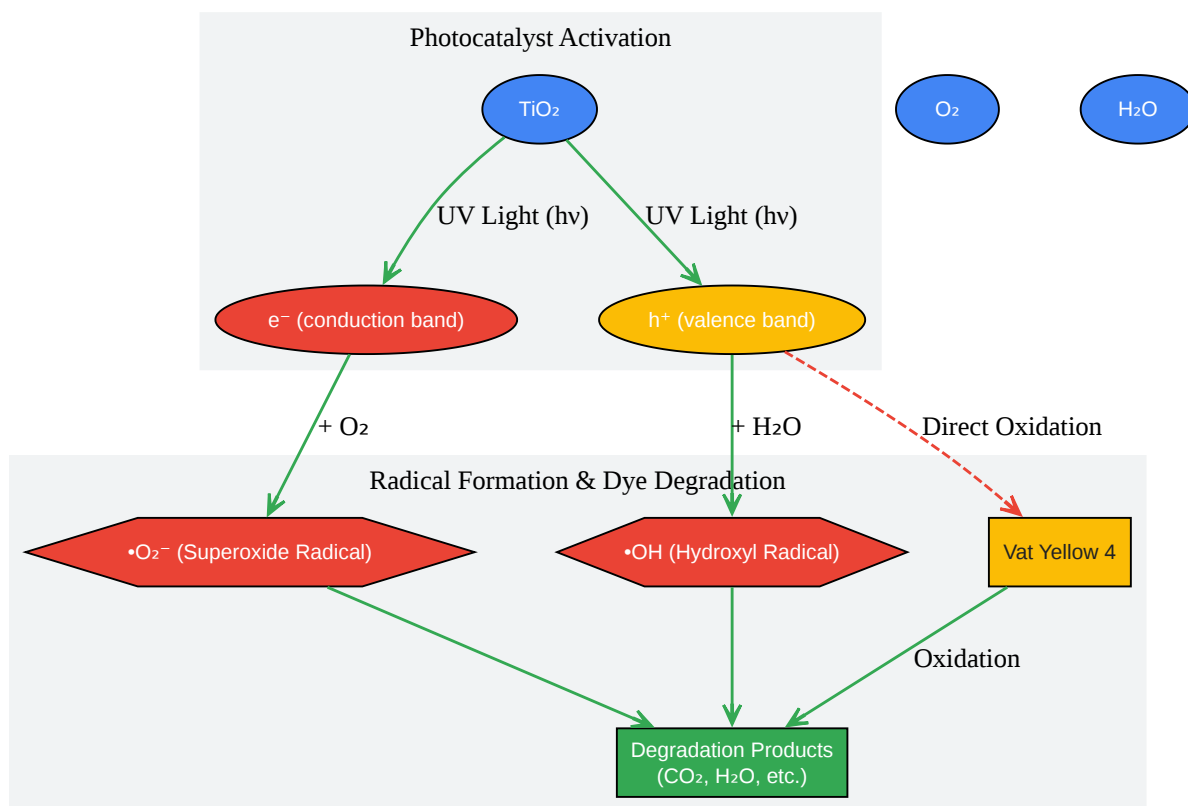 Photocatalyst Activation
TiO₂
O₂
H₂O
UV Light (hν)
UV Light (hν)
e⁻ (conduction band)
h⁺ (valence band)
+ O₂
+ H₂O
Direct Oxidation
Radical Formation & Dye Degradation
•O₂⁻ (Superoxide Radical)
•OH (Hydroxyl Radical)
Vat Yellow 4
Oxidation
Degradation Products
(CO₂, H₂O, etc.)